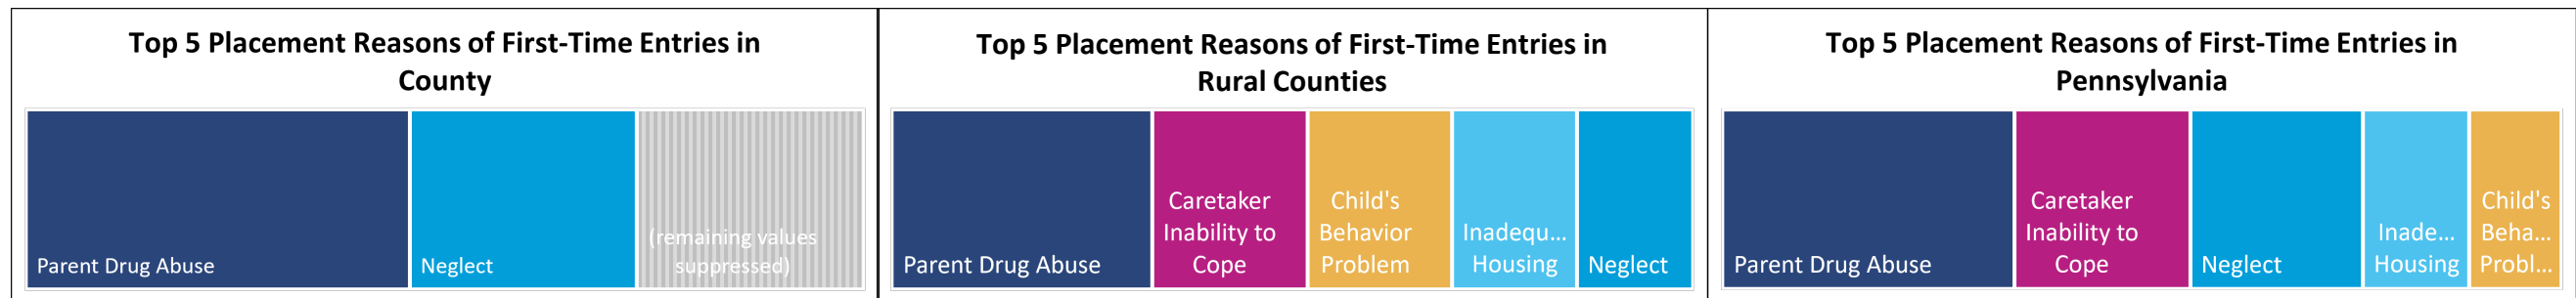 Top 5 Placement Reasons of First-Time Entries in
County
Parent Drug Abuse
Neglect
(remaining values
suppressed)
Top 5 Placement Reasons of First-Time Entries in
Rural Counties
Parent Drug Abuse
Caretaker
Inability to
Cope
Child's
Behavior
Problem
Inadequ...
Housing
Neglect
Top 5 Placement Reasons of First-Time Entries in
Pennsylvania
Parent Drug Abuse
Caretaker
Inability to
Cope
Neglect
Inade...
Housing
Child's
Beha...
Probl...